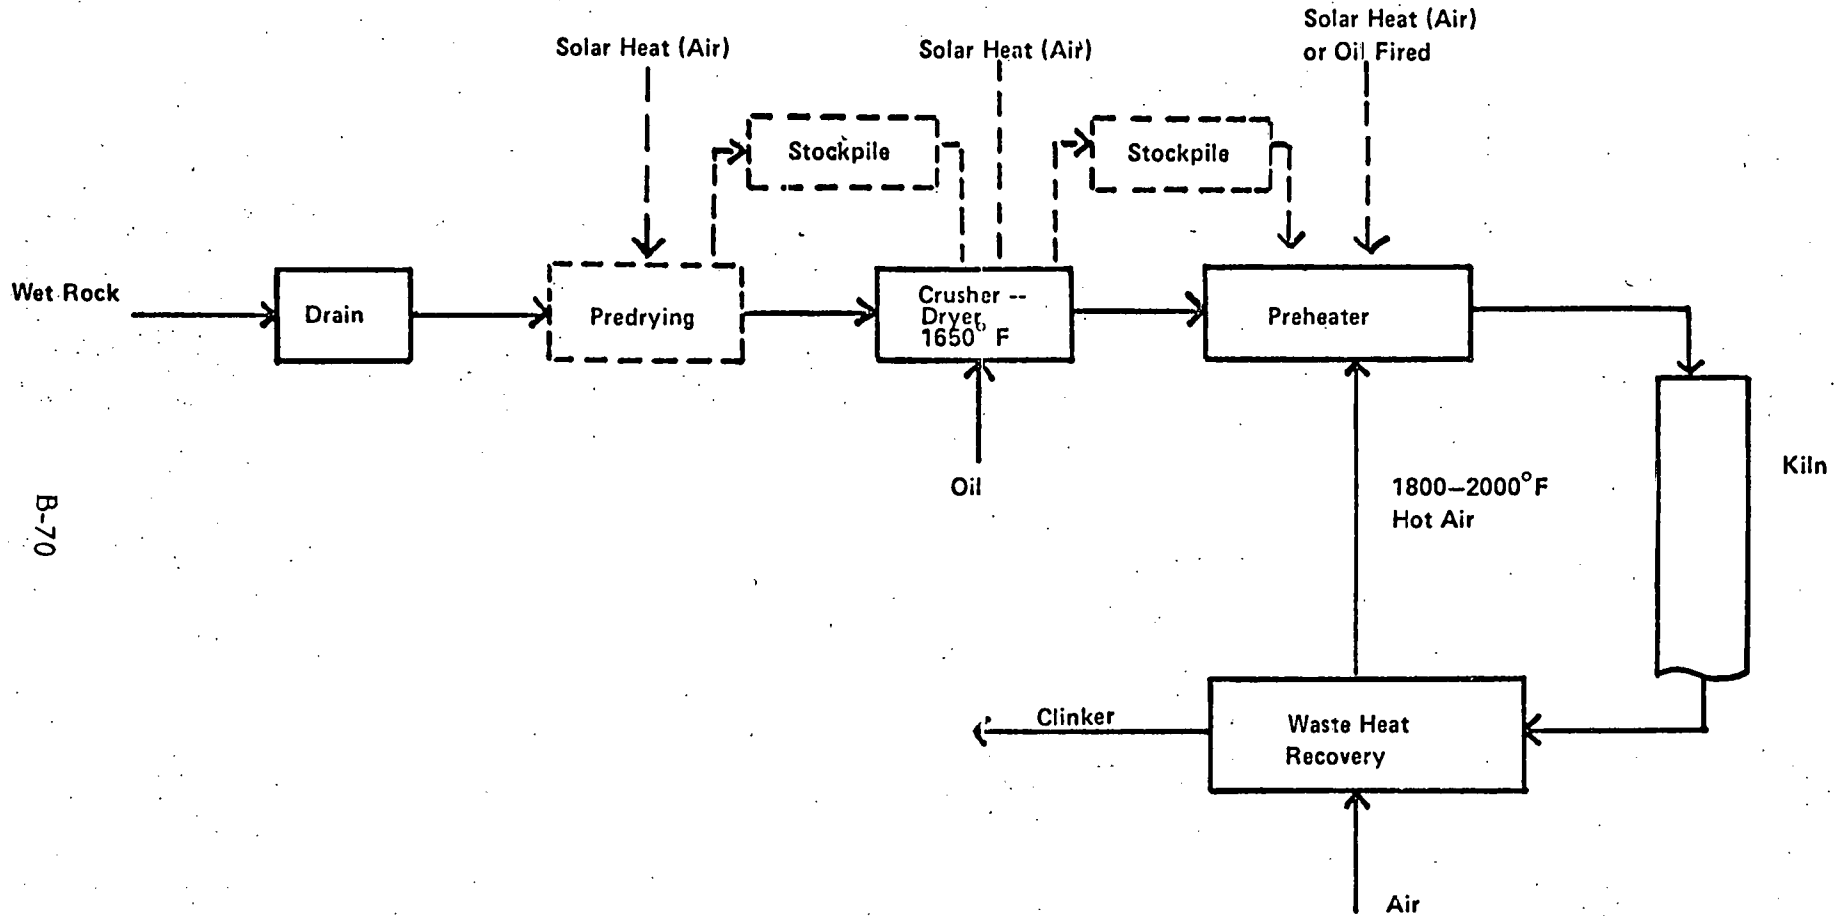 Solar Heat (Air)
or Oil Fired
Solar Heat (Air)
Solar Heat (Air)
Stockpile
Stockpile
Wet Rock
Drain
Predrying
Crusher --
Dryer
1650° F
Preheater
Kiln
Oil
1800–2000°F
Hot Air
B-70
Clinker
Waste Heat
Recovery
Air